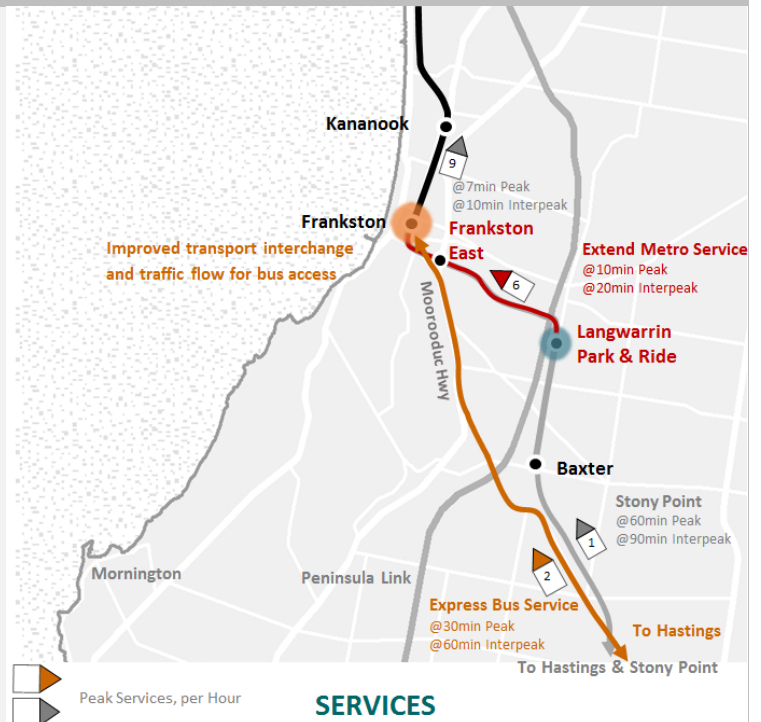 Kananook
9
@7min Peak
@10min Interpeak
Frankston
Frankston
East
Improved transport interchange
and traffic flow for bus access
Extend Metro Service
@10min Peak
@20min Interpeak
6
Moorooduc Hwy
Langwarrin
Park & Ride
Baxter
Stony Point
@60min Peak
@90min Interpeak
1
2
Mornington
Peninsula Link
Express Bus Service
@30min Peak
@60min Interpeak
To Hastings
To Hastings & Stony Point
Peak Services, per Hour
SERVICES